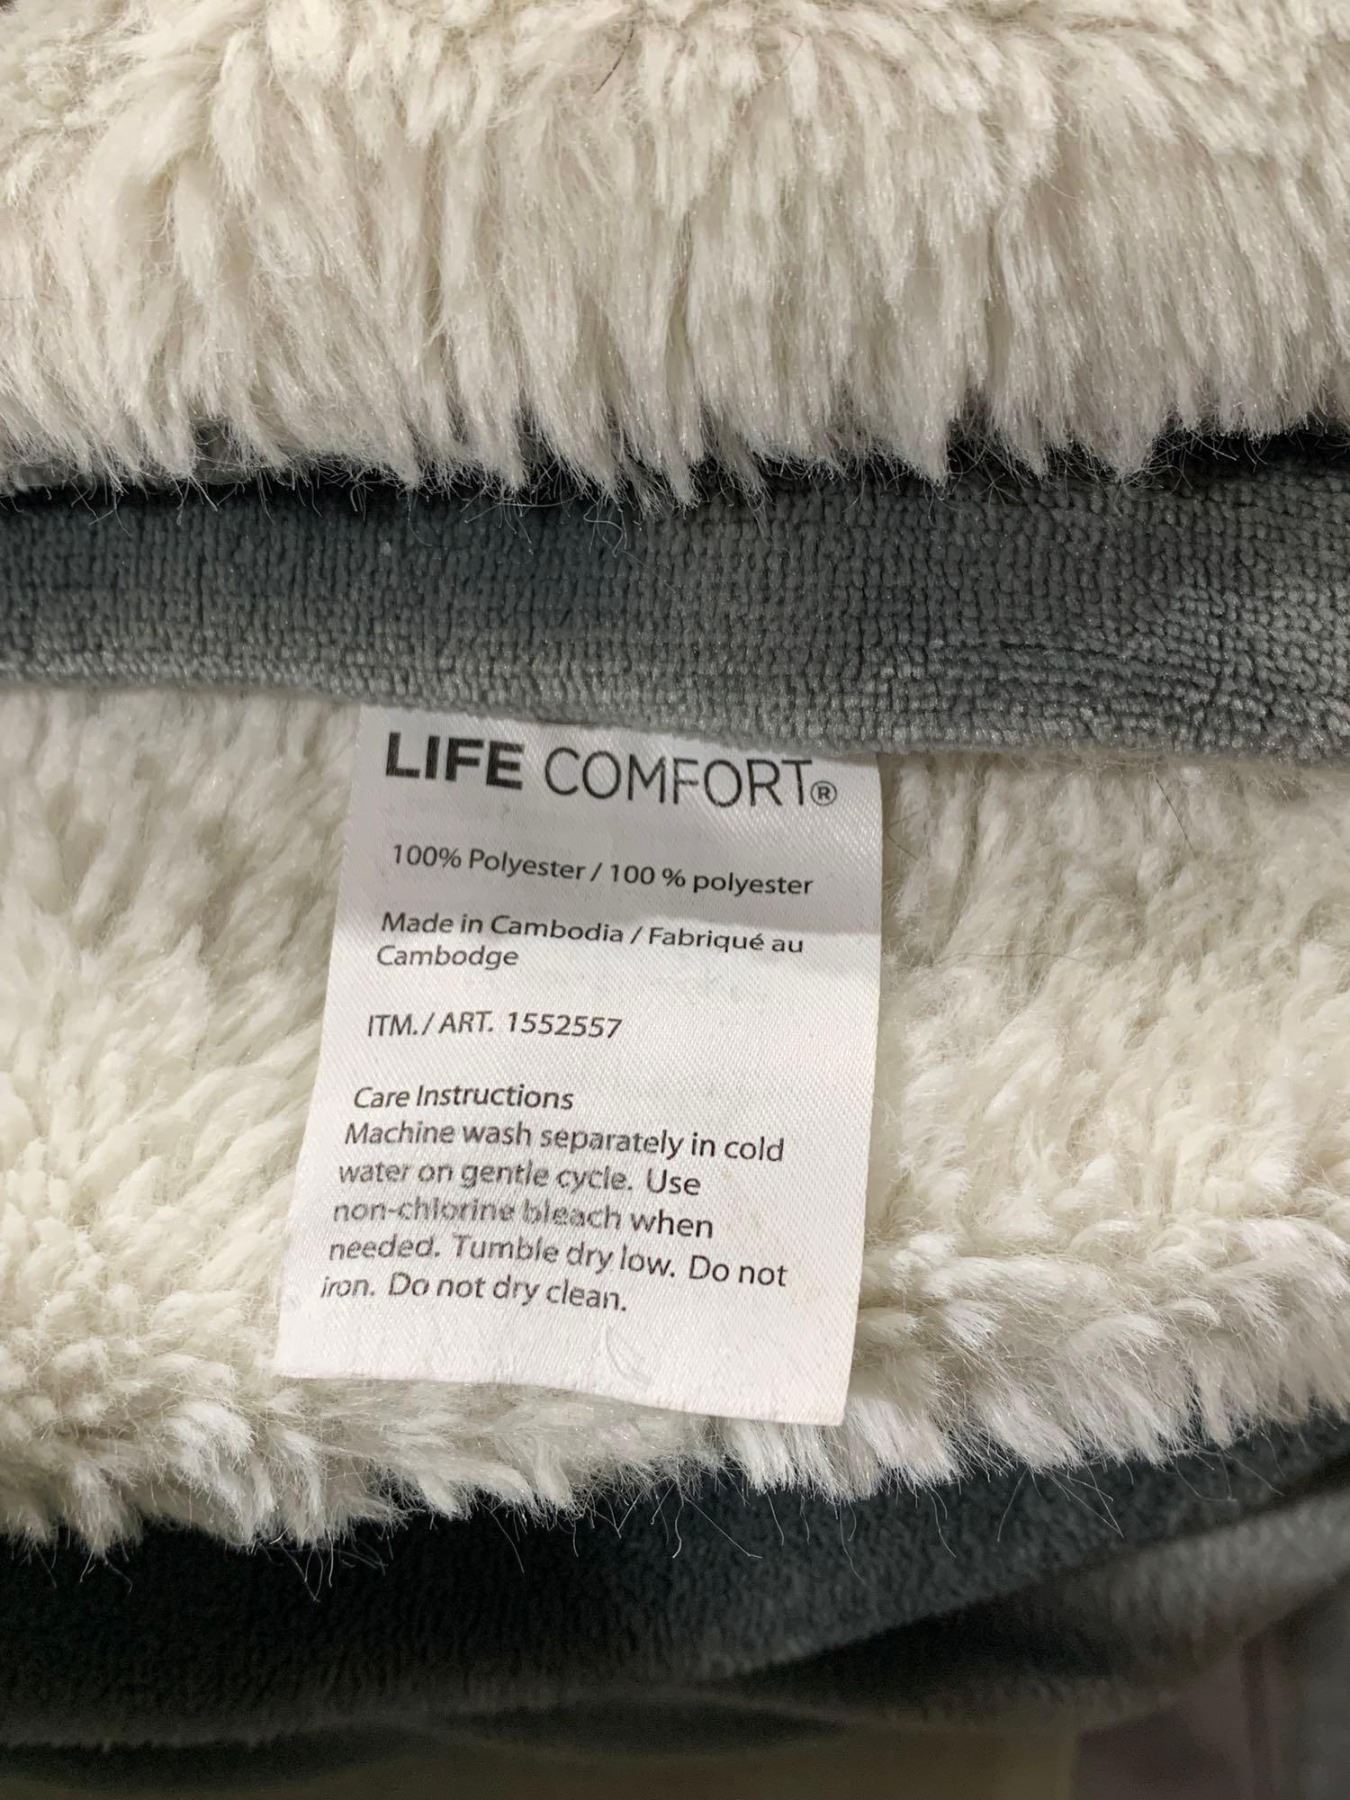 LIFE COMFORT®
100% Polyester / 100 % polyester
Made in Cambodia / Fabriqué au
Cambodge
ITM./ ART. 1552557
Care Instructions
Machine wash separately in cold
water on gentle cycle. Use
non-chlorine bleach when
needed. Tumble dry low. Do not
iron. Do not dry clean.